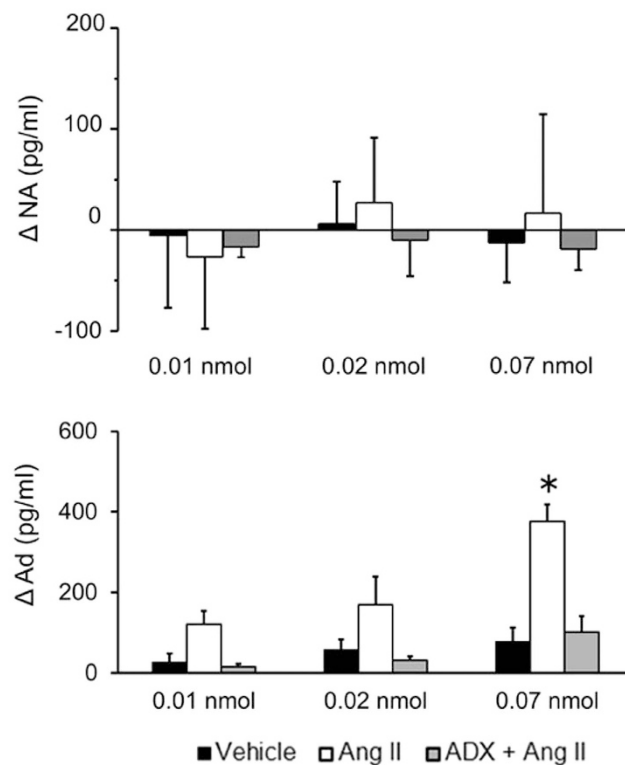 200
100
0
-100
Δ NA (pg/ml)
0.01 nmol 0.02 nmol 0.07 nmol
600
400
200
0
Δ Ad (pg/ml)
*
0.01 nmol 0.02 nmol 0.07 nmol
Vehicle Ang II ADX + Ang II